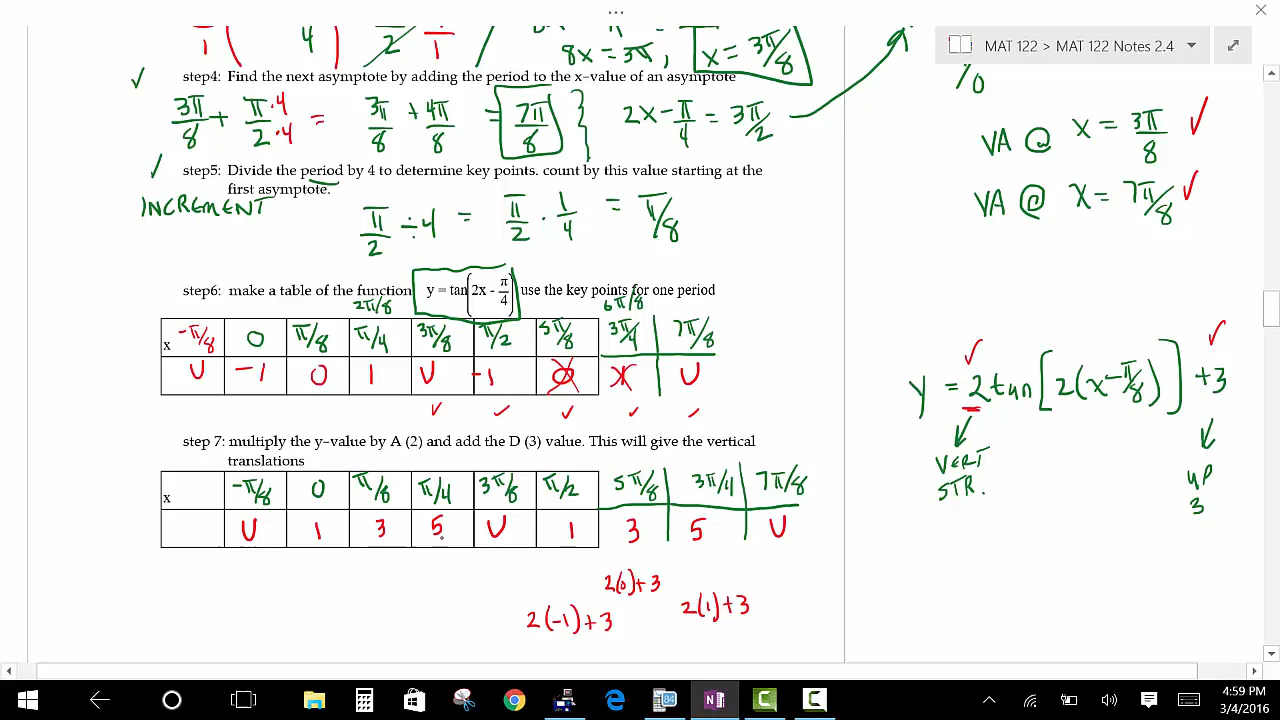 MAT 122 > MAT 122 Notes 2.4
8x = 3π, x = 3π/8
step4: Find the next asymptote by adding the period to the x-value of an asymptote
3π/8 + π/2 ·4/·4 = 3π/8 + 4π/8 = 7π/8 } 2x - π/4 = 3π/2
step5: Divide the period by 4 to determine key points. count by this value starting at the
first asymptote.
INCREMENT
π/2 ÷ 4 = π/2 · 1/4 = π/8
step6: make a table of the function y = tan(2x - π/4) use the key points for one period
2π/8 6π/8
x -π/8 0 π/8 π/4 3π/8 π/2 5π/8 3π/4 7π/8
U -1 0 1 U -1 0 U
step 7: multiply the y-value by A (2) and add the D (3) value. This will give the vertical
translations
x -π/8 0 π/8 π/4 3π/8 π/2 5π/8 3π/4 7π/8
U 1 3 5 U 1 3 5 U
2(0)+3
2(-1)+3 2(1)+3
VA @ x = 3π/8
VA @ x = 7π/8
y = 2tan[2(x-π/8)] +3
VERT
STR.
UP
3
4:59 PM
3/4/2016